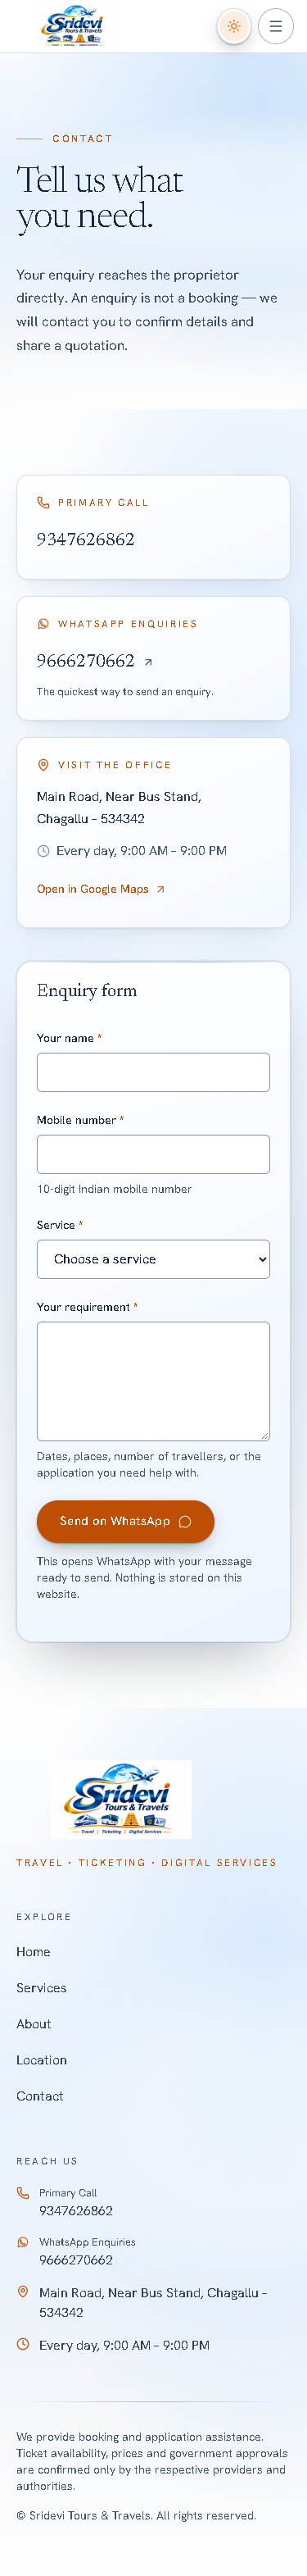 Sridevi
Tours & Travels
CONTACT
Tell us what
you need.
Your enquiry reaches the proprietor
directly. An enquiry is not a booking — we
will contact you to confirm details and
share a quotation.
PRIMARY CALL
9347626862
WHATSAPP ENQUIRIES
9666270662
The quickest way to send an enquiry.
VISIT THE OFFICE
Main Road, Near Bus Stand,
Chagallu – 534342
Every day, 9:00 AM – 9:00 PM
Open in Google Maps
Enquiry form
Your name *
Mobile number *
10-digit Indian mobile number
Service *
Choose a service
Your requirement *
Dates, places, number of travellers, or the
application you need help with.
Send on WhatsApp
This opens WhatsApp with your message
ready to send. Nothing is stored on this
website.
Sridevi
Tours & Travels
Travel | Ticketing | Digital Services
TRAVEL • TICKETING • DIGITAL SERVICES
EXPLORE
Home
Services
About
Location
Contact
REACH US
Primary Call
9347626862
WhatsApp Enquiries
9666270662
Main Road, Near Bus Stand, Chagallu –
534342
Every day, 9:00 AM – 9:00 PM
We provide booking and application assistance.
Ticket availability, prices and government approvals
are confirmed only by the respective providers and
authorities.
© Sridevi Tours & Travels. All rights reserved.